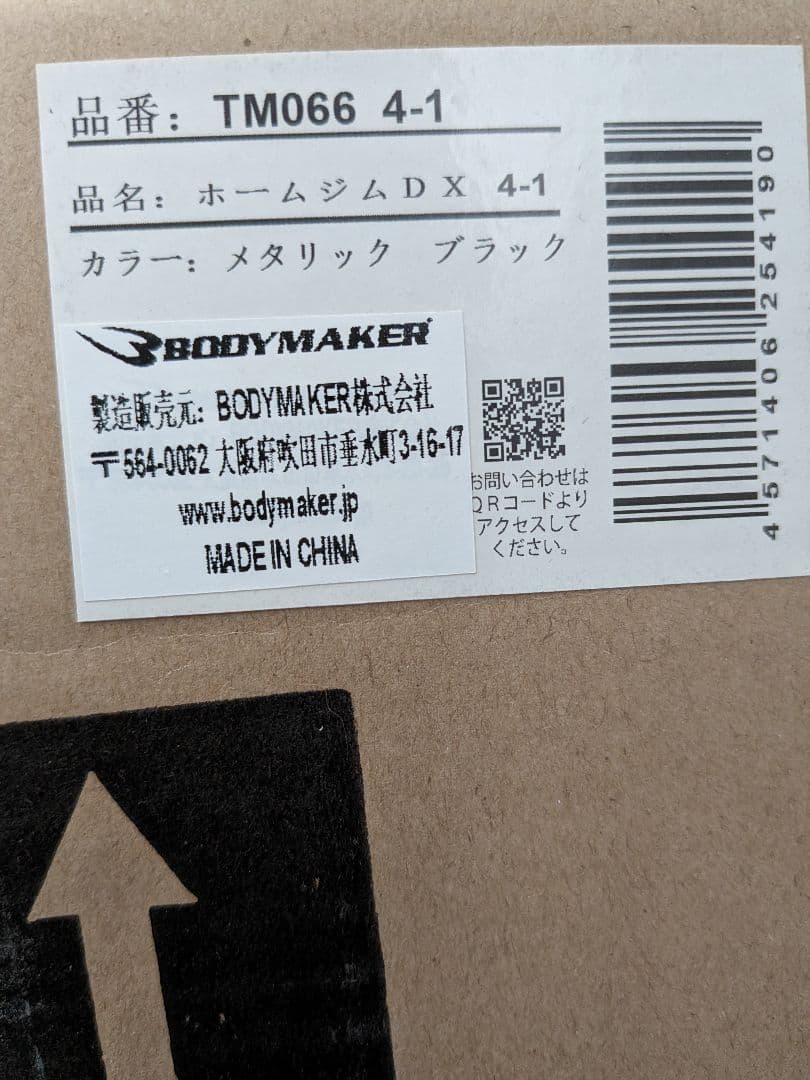 品番：TM066 4-1
品名：ホームジムDX 4-1
カラー：メタリック ブラック
BODYMAKER
製造販売元：BODYMAKER株式会社
〒564-0062 大阪府吹田市垂水町3-16-17
www.bodymaker.jp
MADE IN CHINA
お問い合わせは
QRコードより
アクセスして
ください。
4571406254190